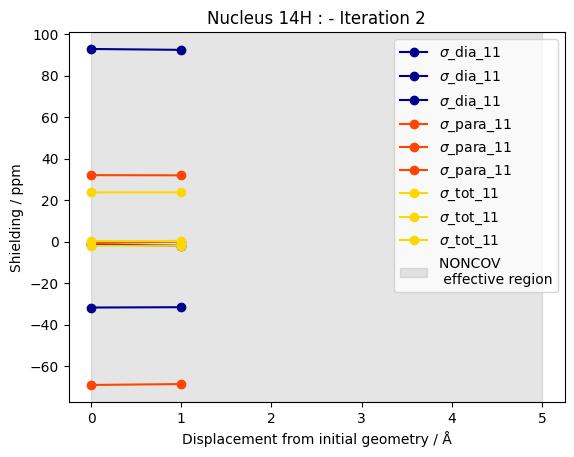 Nucleus 14H : - Iteration 2
100
80
60
40
20
0
−20
−40
−60
Shielding / ppm
σ_dia_11
σ_dia_11
σ_dia_11
σ_para_11
σ_para_11
σ_para_11
σ_tot_11
σ_tot_11
σ_tot_11
NONCOV
effective region
0 1 2 3 4 5
Displacement from initial geometry / Å